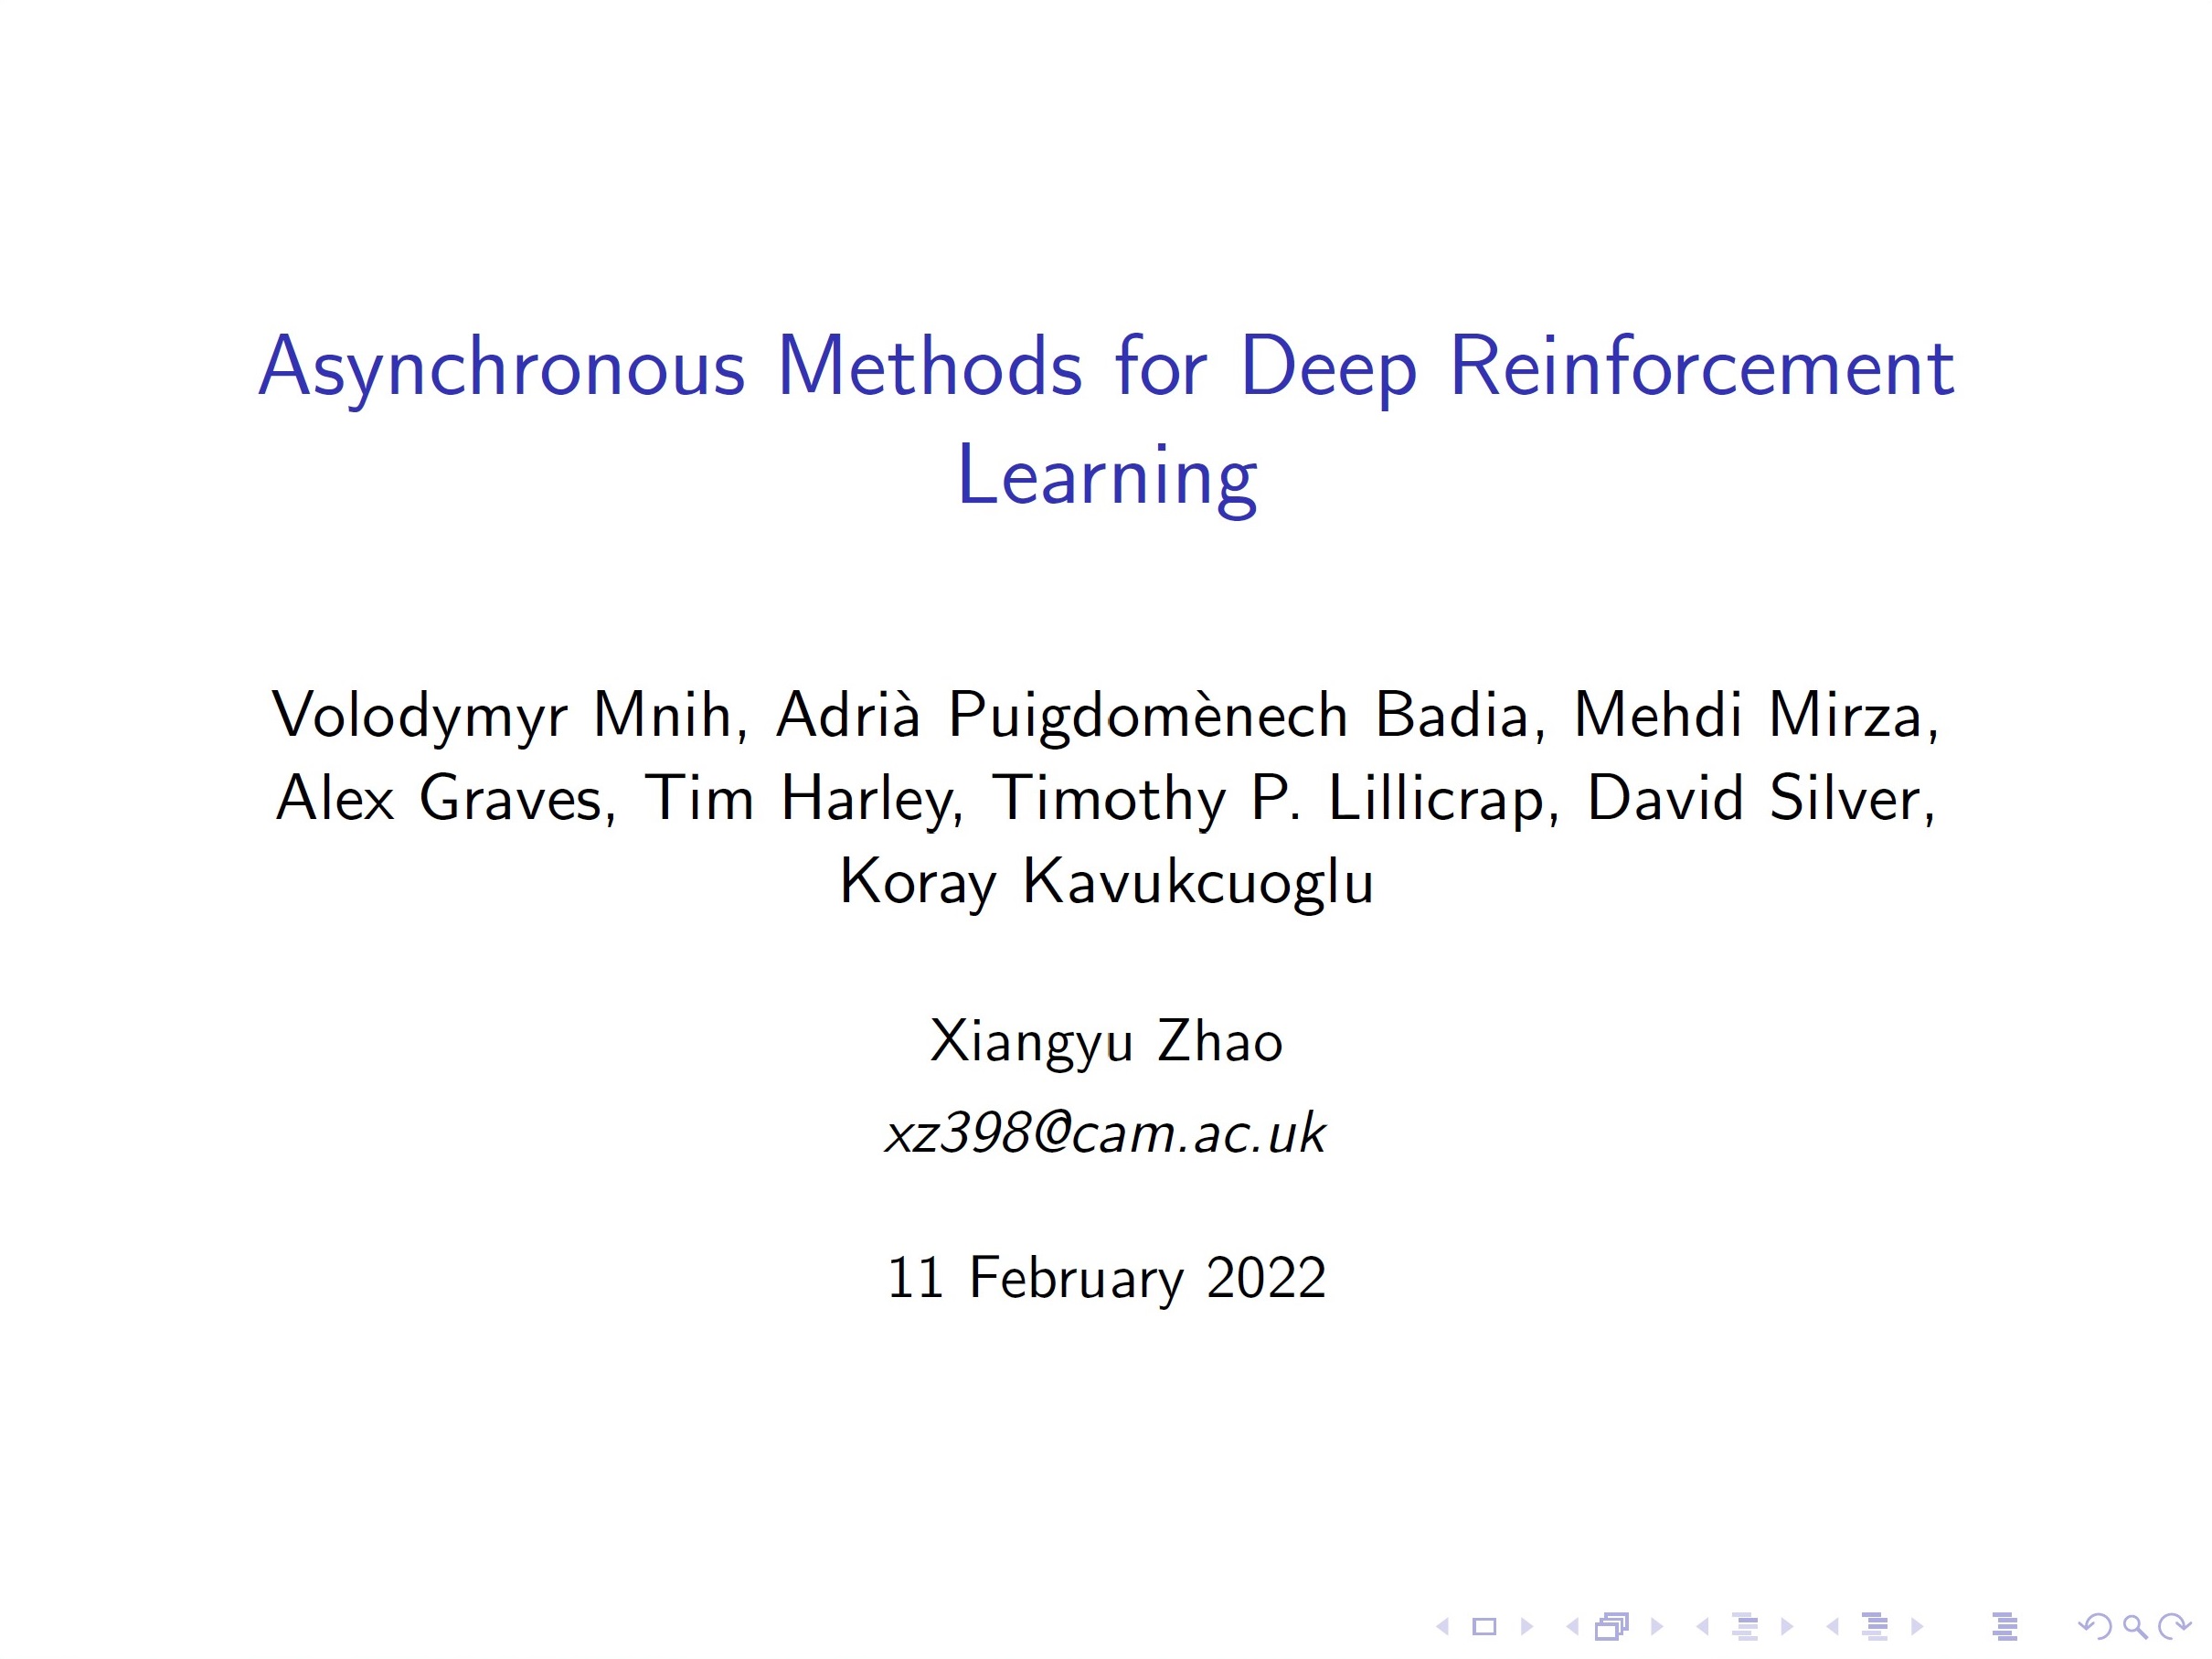 Asynchronous Methods for Deep Reinforcement
Learning
Volodymyr Mnih, Adrià Puigdomènech Badia, Mehdi Mirza,
Alex Graves, Tim Harley, Timothy P. Lillicrap, David Silver,
Koray Kavukcuoglu
Xiangyu Zhao
xz398@cam.ac.uk
11 February 2022